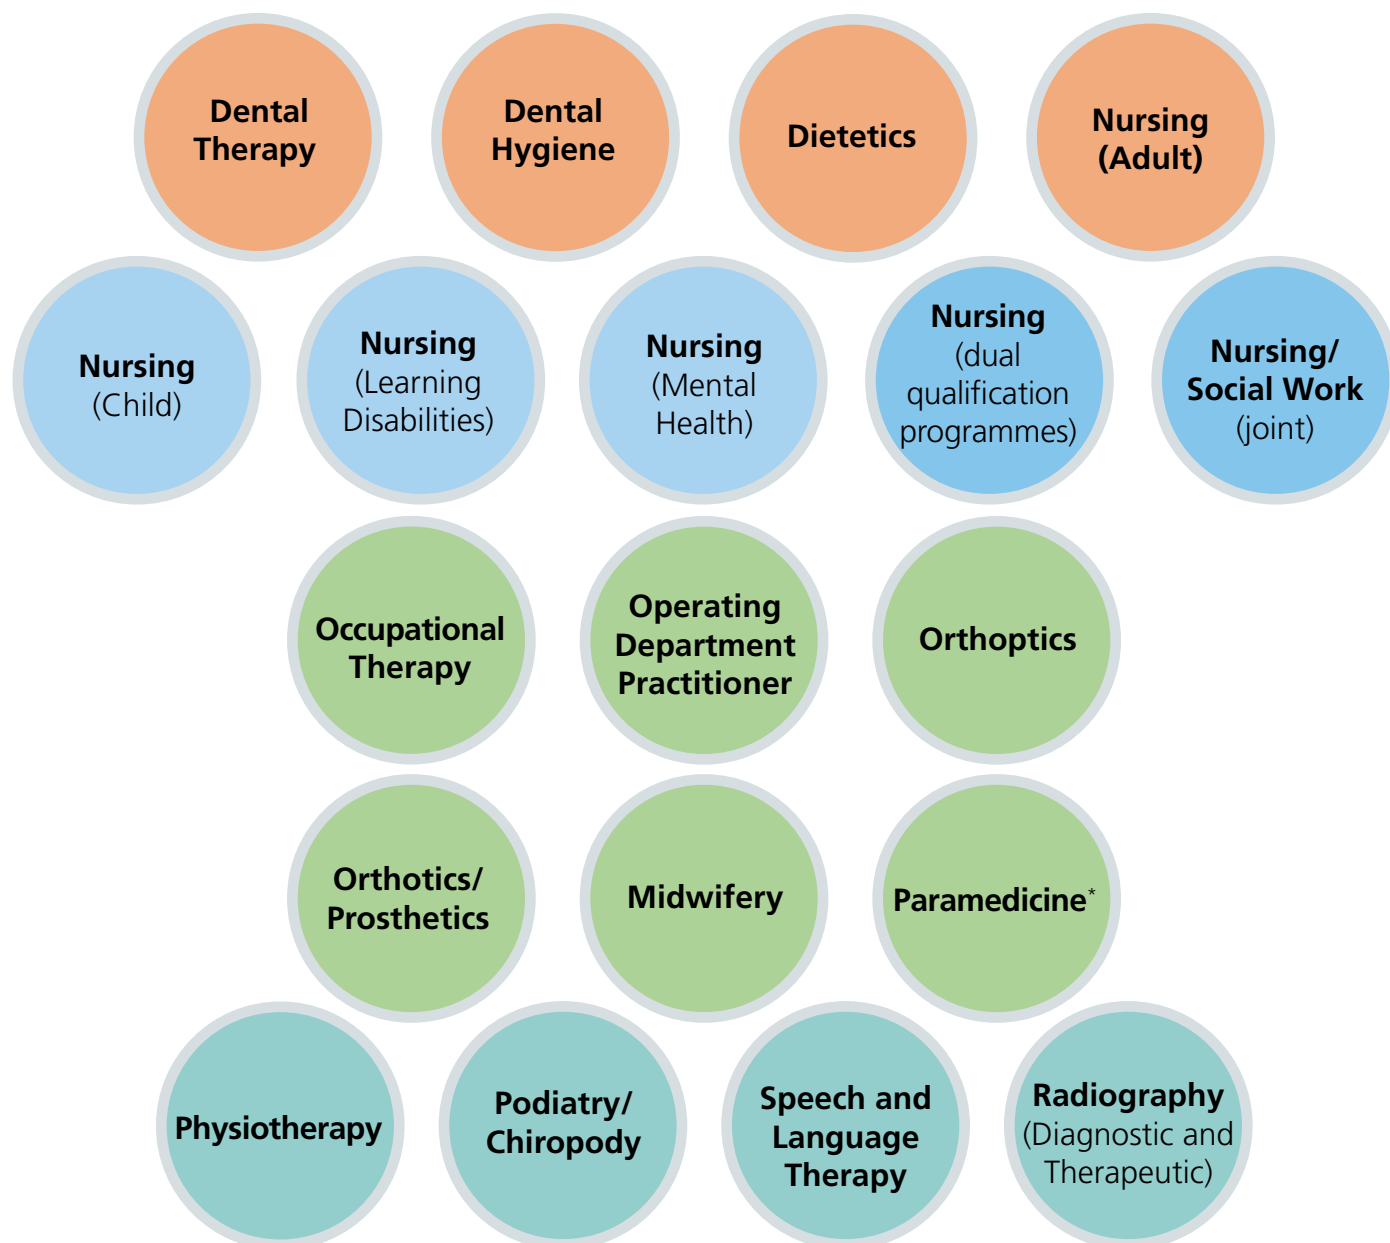 Dental
Therapy
Dental
Hygiene
Dietetics
Nursing
(Adult)
Nursing
(Child)
Nursing
(Learning
Disabilities)
Nursing
(Mental
Health)
Nursing
(dual
qualification
programmes)
Nursing/
Social Work
(joint)
Occupational
Therapy
Operating
Department
Practitioner
Orthoptics
Orthotics/
Prosthetics
Midwifery
Paramedicine*
Physiotherapy
Podiatry/
Chiropody
Speech and
Language
Therapy
Radiography
(Diagnostic and
Therapeutic)